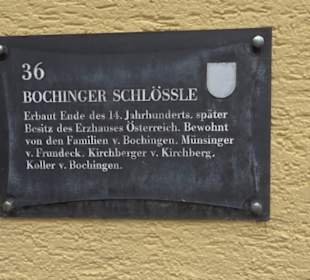 36
BOCHINGER SCHLÖSSLE
Erbaut Ende des 14. Jahrhunderts, später
Besitz des Erzhauses Österreich. Bewohnt
von den Familien v. Bochingen, Münsinger
v. Frundeck, Kirchberger v. Kirchberg,
Koller v. Bochingen.